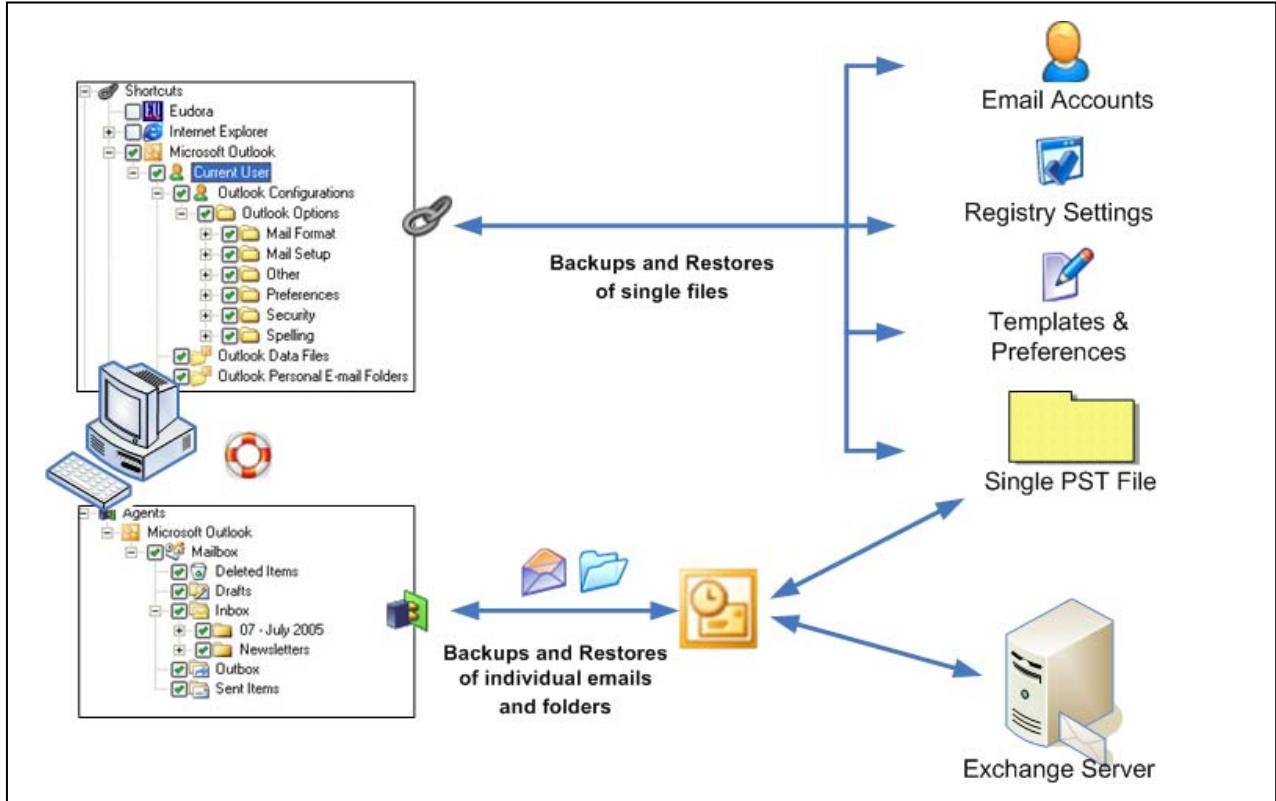 Shortcuts
EU Eudora
Internet Explorer
Microsoft Outlook
Current User
Outlook Configurations
Outlook Options
Mail Format
Mail Setup
Other
Preferences
Security
Spelling
Outlook Data Files
Outlook Personal E-mail Folders
Backups and Restores
of single files
Email Accounts
Registry Settings
Templates &
Preferences
Single PST File
Agents
Microsoft Outlook
Mailbox
Deleted Items
Drafts
Inbox
07 - July 2005
Newsletters
Outbox
Sent Items
Backups and Restores
of individual emails
and folders
Exchange Server